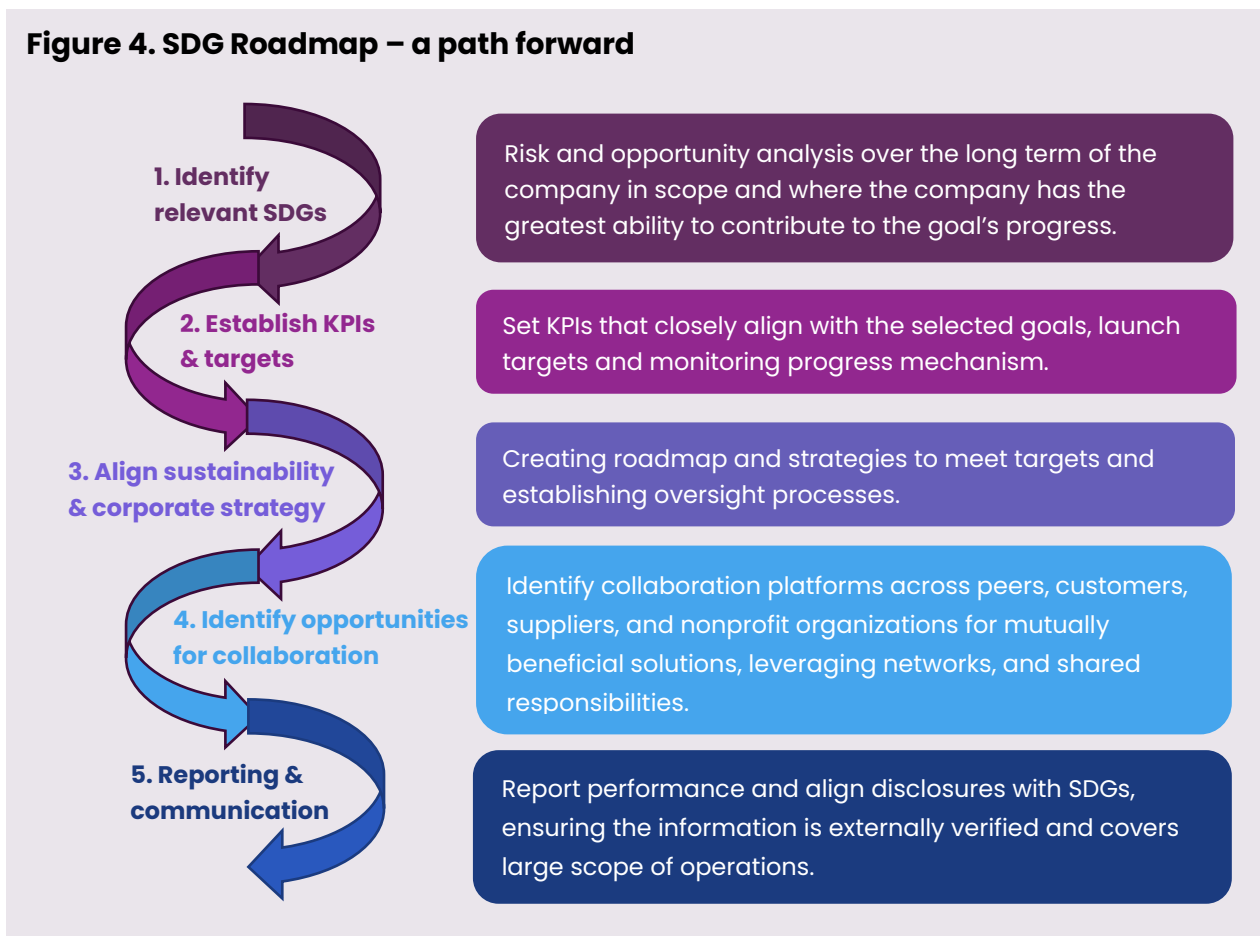 Figure 4. SDG Roadmap – a path forward
1. Identify
relevant SDGs
Risk and opportunity analysis over the long term of the
company in scope and where the company has the
greatest ability to contribute to the goal’s progress.
2. Establish KPIs
& targets
Set KPIs that closely align with the selected goals, launch
targets and monitoring progress mechanism.
3. Align sustainability
& corporate strategy
Creating roadmap and strategies to meet targets and
establishing oversight processes.
4. Identify opportunities
for collaboration
Identify collaboration platforms across peers, customers,
suppliers, and nonprofit organizations for mutually
beneficial solutions, leveraging networks, and shared
responsibilities.
5. Reporting &
communication
Report performance and align disclosures with SDGs,
ensuring the information is externally verified and covers
large scope of operations.